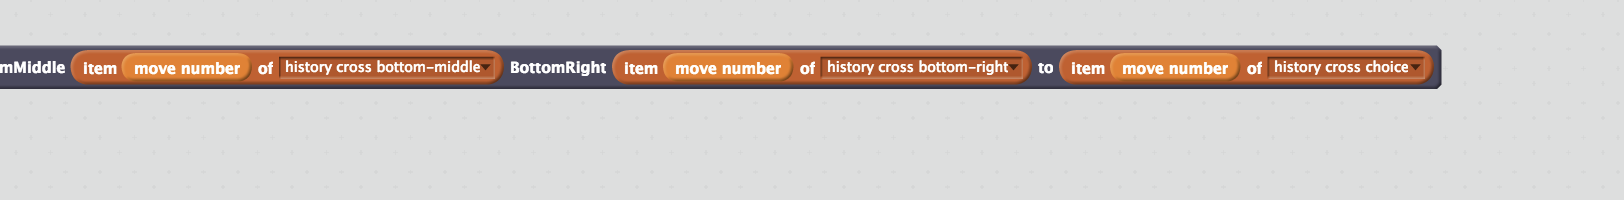 mMiddle item move number of history cross bottom-middle BottomRight item move number of history cross bottom-right to item move number of history cross choice